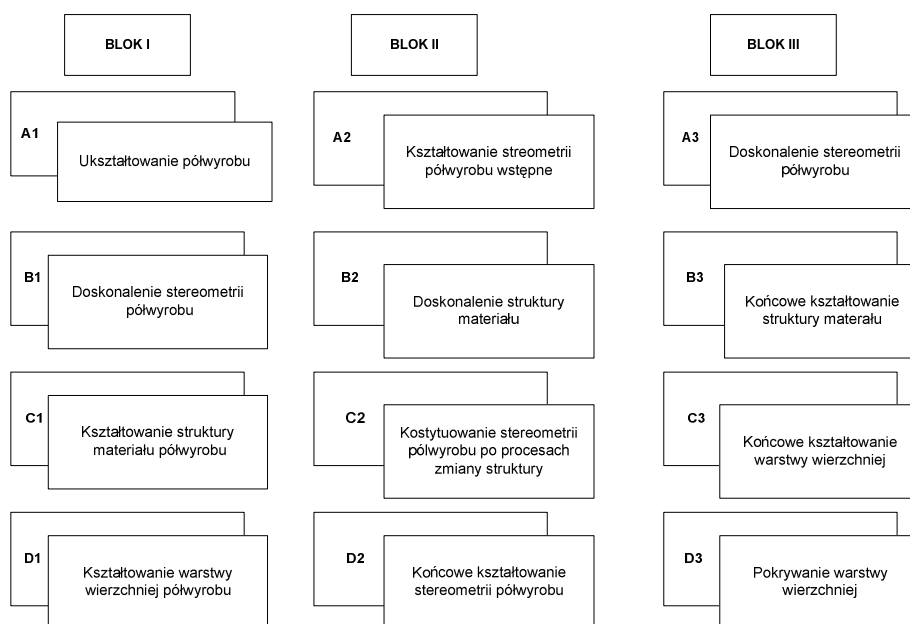 BLOK I
BLOK II
BLOK III
A1
Ukształtowanie półwyrobu
A2
Kształtowanie streometrii
półwyrobu wstępne
A3
Doskonalenie stereometrii
półwyrobu
B1
Doskonalenie stereometrii
półwyrobu
B2
Doskonalenie struktury
materiału
B3
Końcowe kształtowanie
struktury materału
C1
Kształtowanie struktury
materiału półwyrobu
C2
Kostytuowanie stereometrii
pólwyrobu po procesach
zmiany struktury
C3
Końcowe kształtowanie
warstwy wierzchniej
D1
Kształtowanie warstwy
wierzchniej półwyrobu
D2
Końcowe kształtowanie
stereometrii półwyrobu
D3
Pokrywanie warstwy
wierzchniej